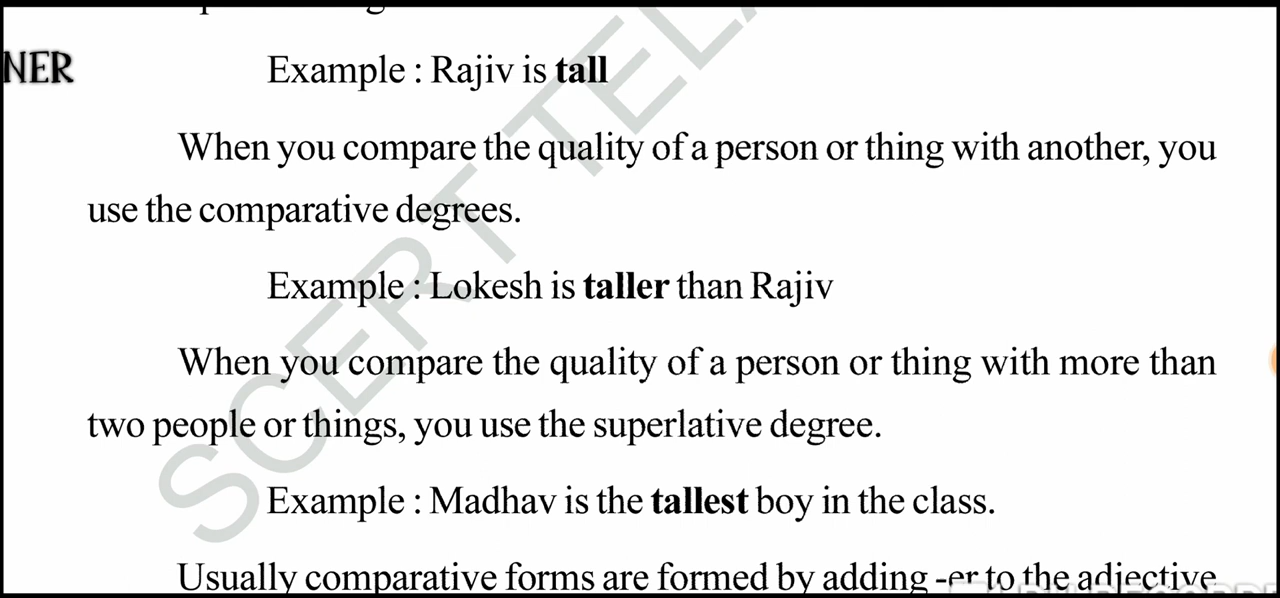 NER
Example : Rajiv is tall
When you compare the quality of a person or thing with another, you
use the comparative degrees.
Example : Lokesh is taller than Rajiv
When you compare the quality of a person or thing with more than
two people or things, you use the superlative degree.
Example : Madhav is the tallest boy in the class.
Usually comparative forms are formed by adding -er to the adjective
SCERT TELA